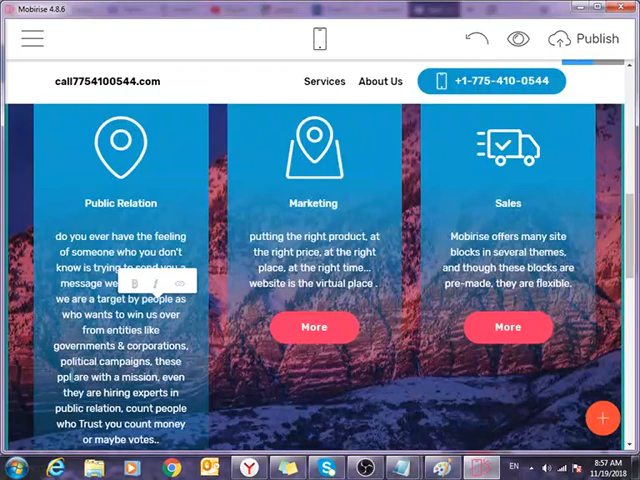 Mobirise 4.8.6
Publish
call7754100544.com
Services
About Us
+1-775-410-0544
Public Relation
do you ever have the feeling
of someone who you don't
know is trying to send you a
message we
we are a target by people as
who wants to win us over
from entities like
governments & corporations,
political campaigns, these
ppl are with a mission, even
they are hiring experts in
public relation, count people
who Trust you count money
or maybe votes..
Marketing
putting the right product, at
the right price, at the right
place, at the right time...
website is the virtual place .
More
Sales
Mobirise offers many site
blocks in several themes,
and though these blocks are
pre-made, they are flexible.
More
B I
EN
8:57 AM
11/19/2018